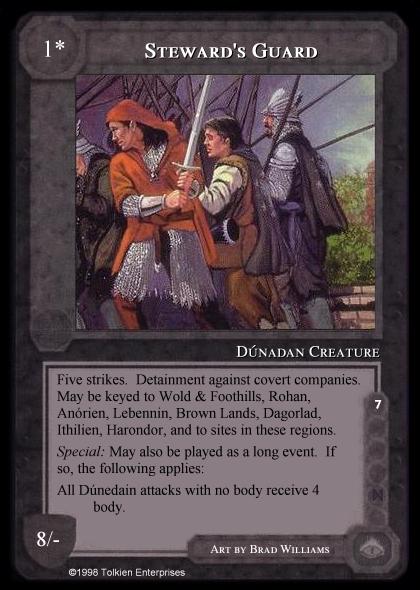 1*
STEWARD'S GUARD
DÚNADAN CREATURE
Five strikes. Detainment against covert companies.
May be keyed to Wold & Foothills, Rohan,
Anórien, Lebennin, Brown Lands, Dagorlad,
Ithilien, Harondor, and to sites in these regions.
7
Special: May also be played as a long event. If
so, the following applies:
All Dúnedain attacks with no body receive 4
body.
8/-
ART BY BRAD WILLIAMS
©1998 Tolkien Enterprises